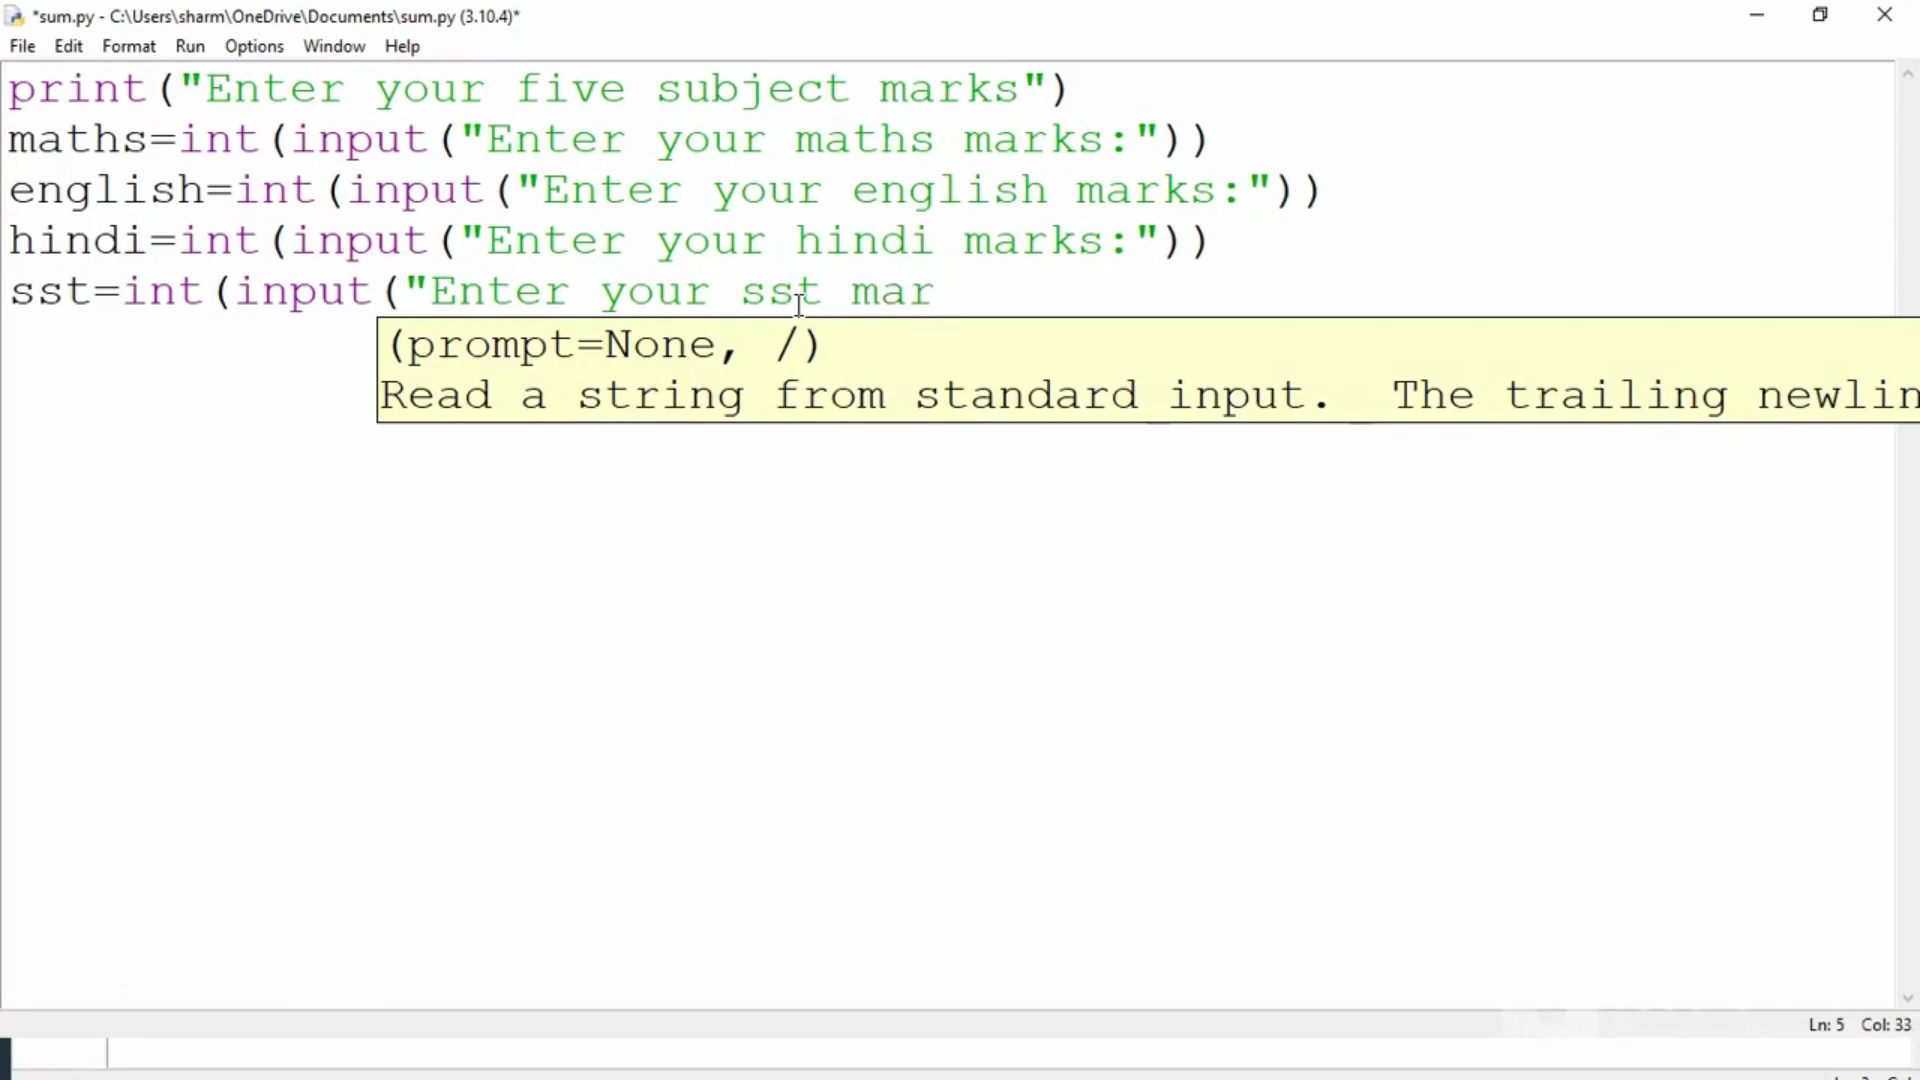 *sum.py - C:\Users\sharm\OneDrive\Documents\sum.py (3.10.4)*
File Edit Format Run Options Window Help
print("Enter your five subject marks")
maths=int(input("Enter your maths marks:"))
english=int(input("Enter your english marks:"))
hindi=int(input("Enter your hindi marks:"))
sst=int(input("Enter your sst mar
(prompt=None, /)
Read a string from standard input.  The trailing newlin
Ln: 5 Col: 33